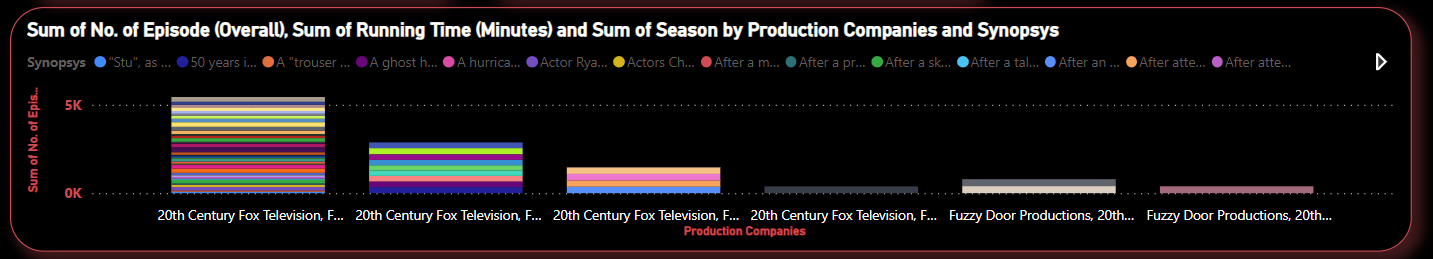 Sum of No. of Episode (Overall), Sum of Running Time (Minutes) and Sum of Season by Production Companies and Synopsys
Synopsys "Stu", as ... 50 years i... A "trouser ... A ghost h... A hurrica... Actor Rya... Actors Ch... After a m... After a pr... After a sk... After a tal... After an ... After atte... After atte...
Sum of No. of Epis...
5K
0K
20th Century Fox Television, F... 20th Century Fox Television, F... 20th Century Fox Television, F... 20th Century Fox Television, F... Fuzzy Door Productions, 20th... Fuzzy Door Productions, 20th...
Production Companies